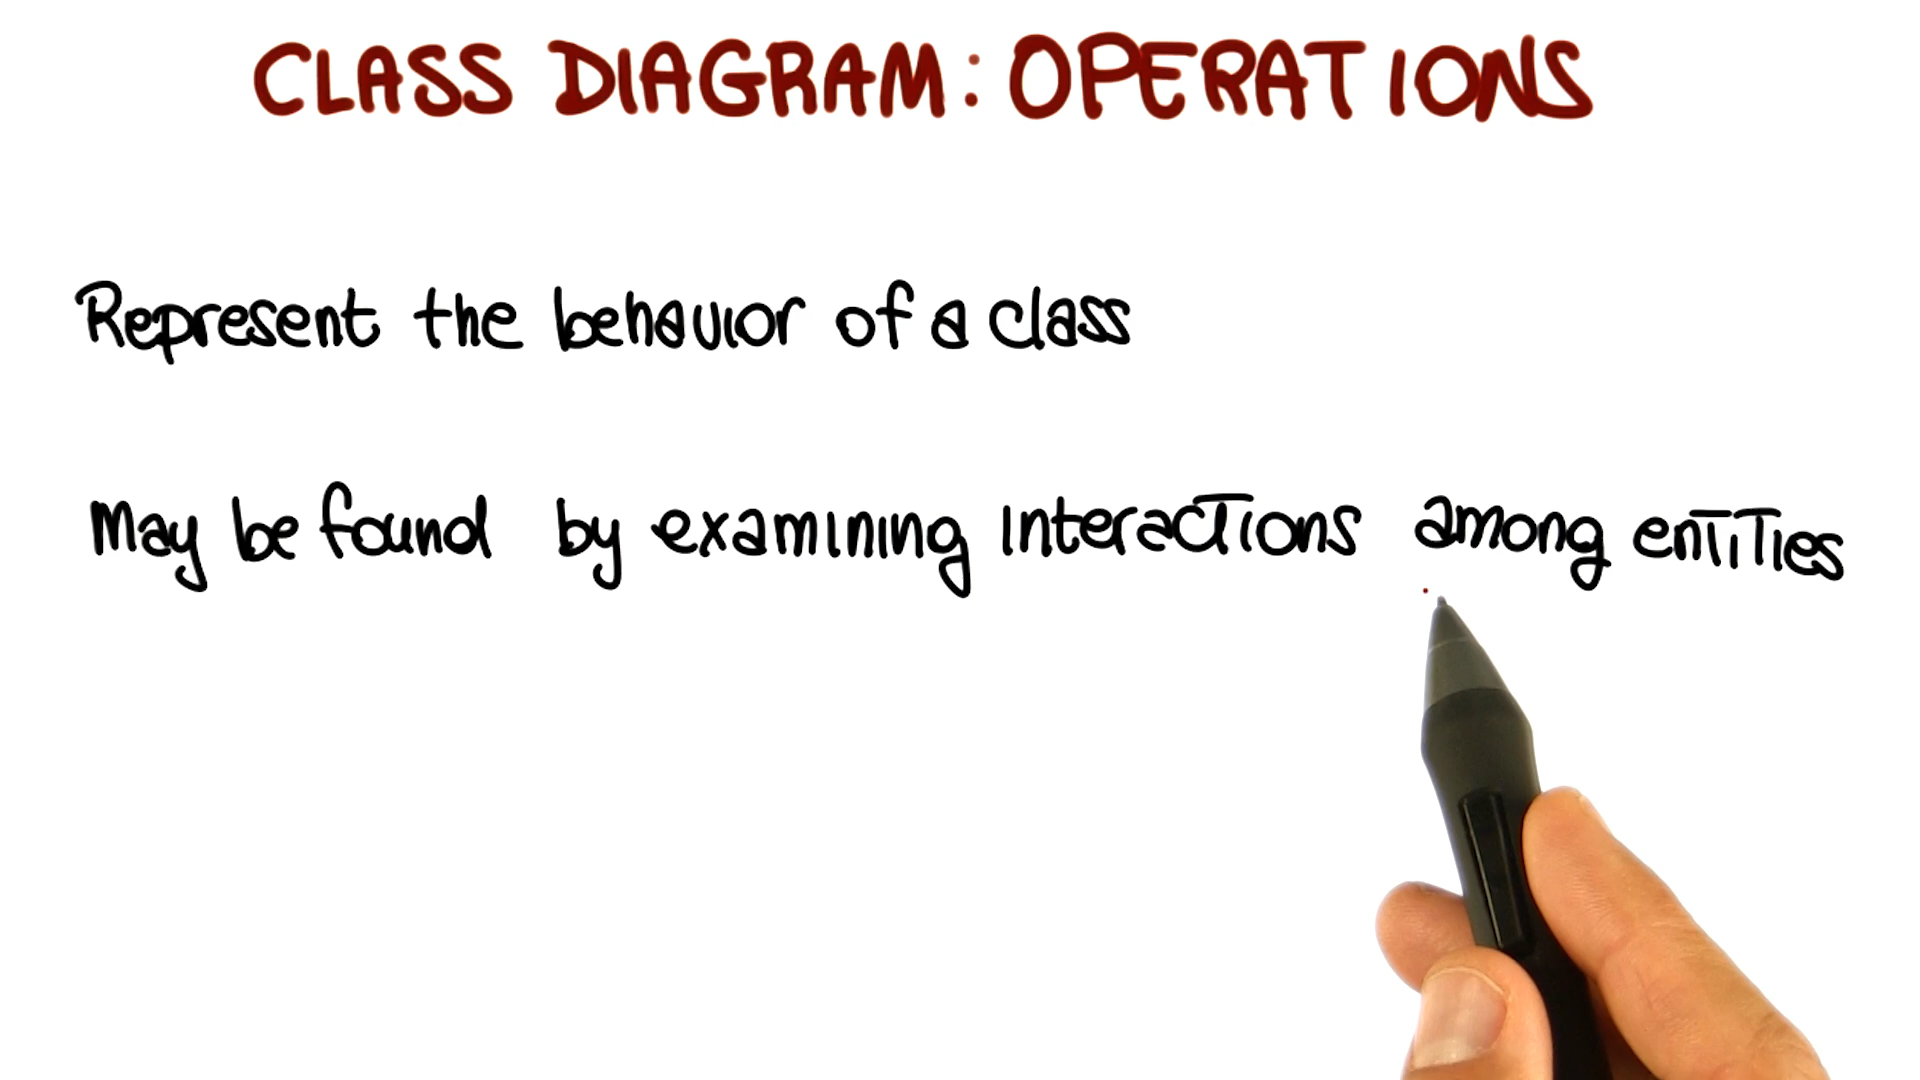 CLASS DIAGRAM: OPERATIONS
Represent the behavior of a class
May be found by examining interactions among entities